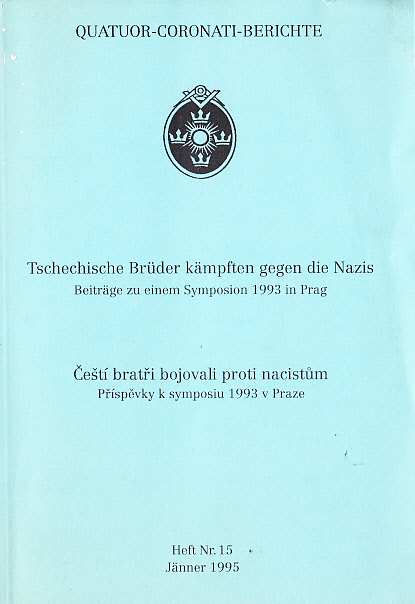 QUATUOR-CORONATI-BERICHTE
Tschechische Brüder kämpften gegen die Nazis
Beiträge zu einem Symposion 1993 in Prag
Čeští bratři bojovali proti nacistům
Příspěvky k symposiu 1993 v Praze
Heft Nr. 15
Jänner 1995